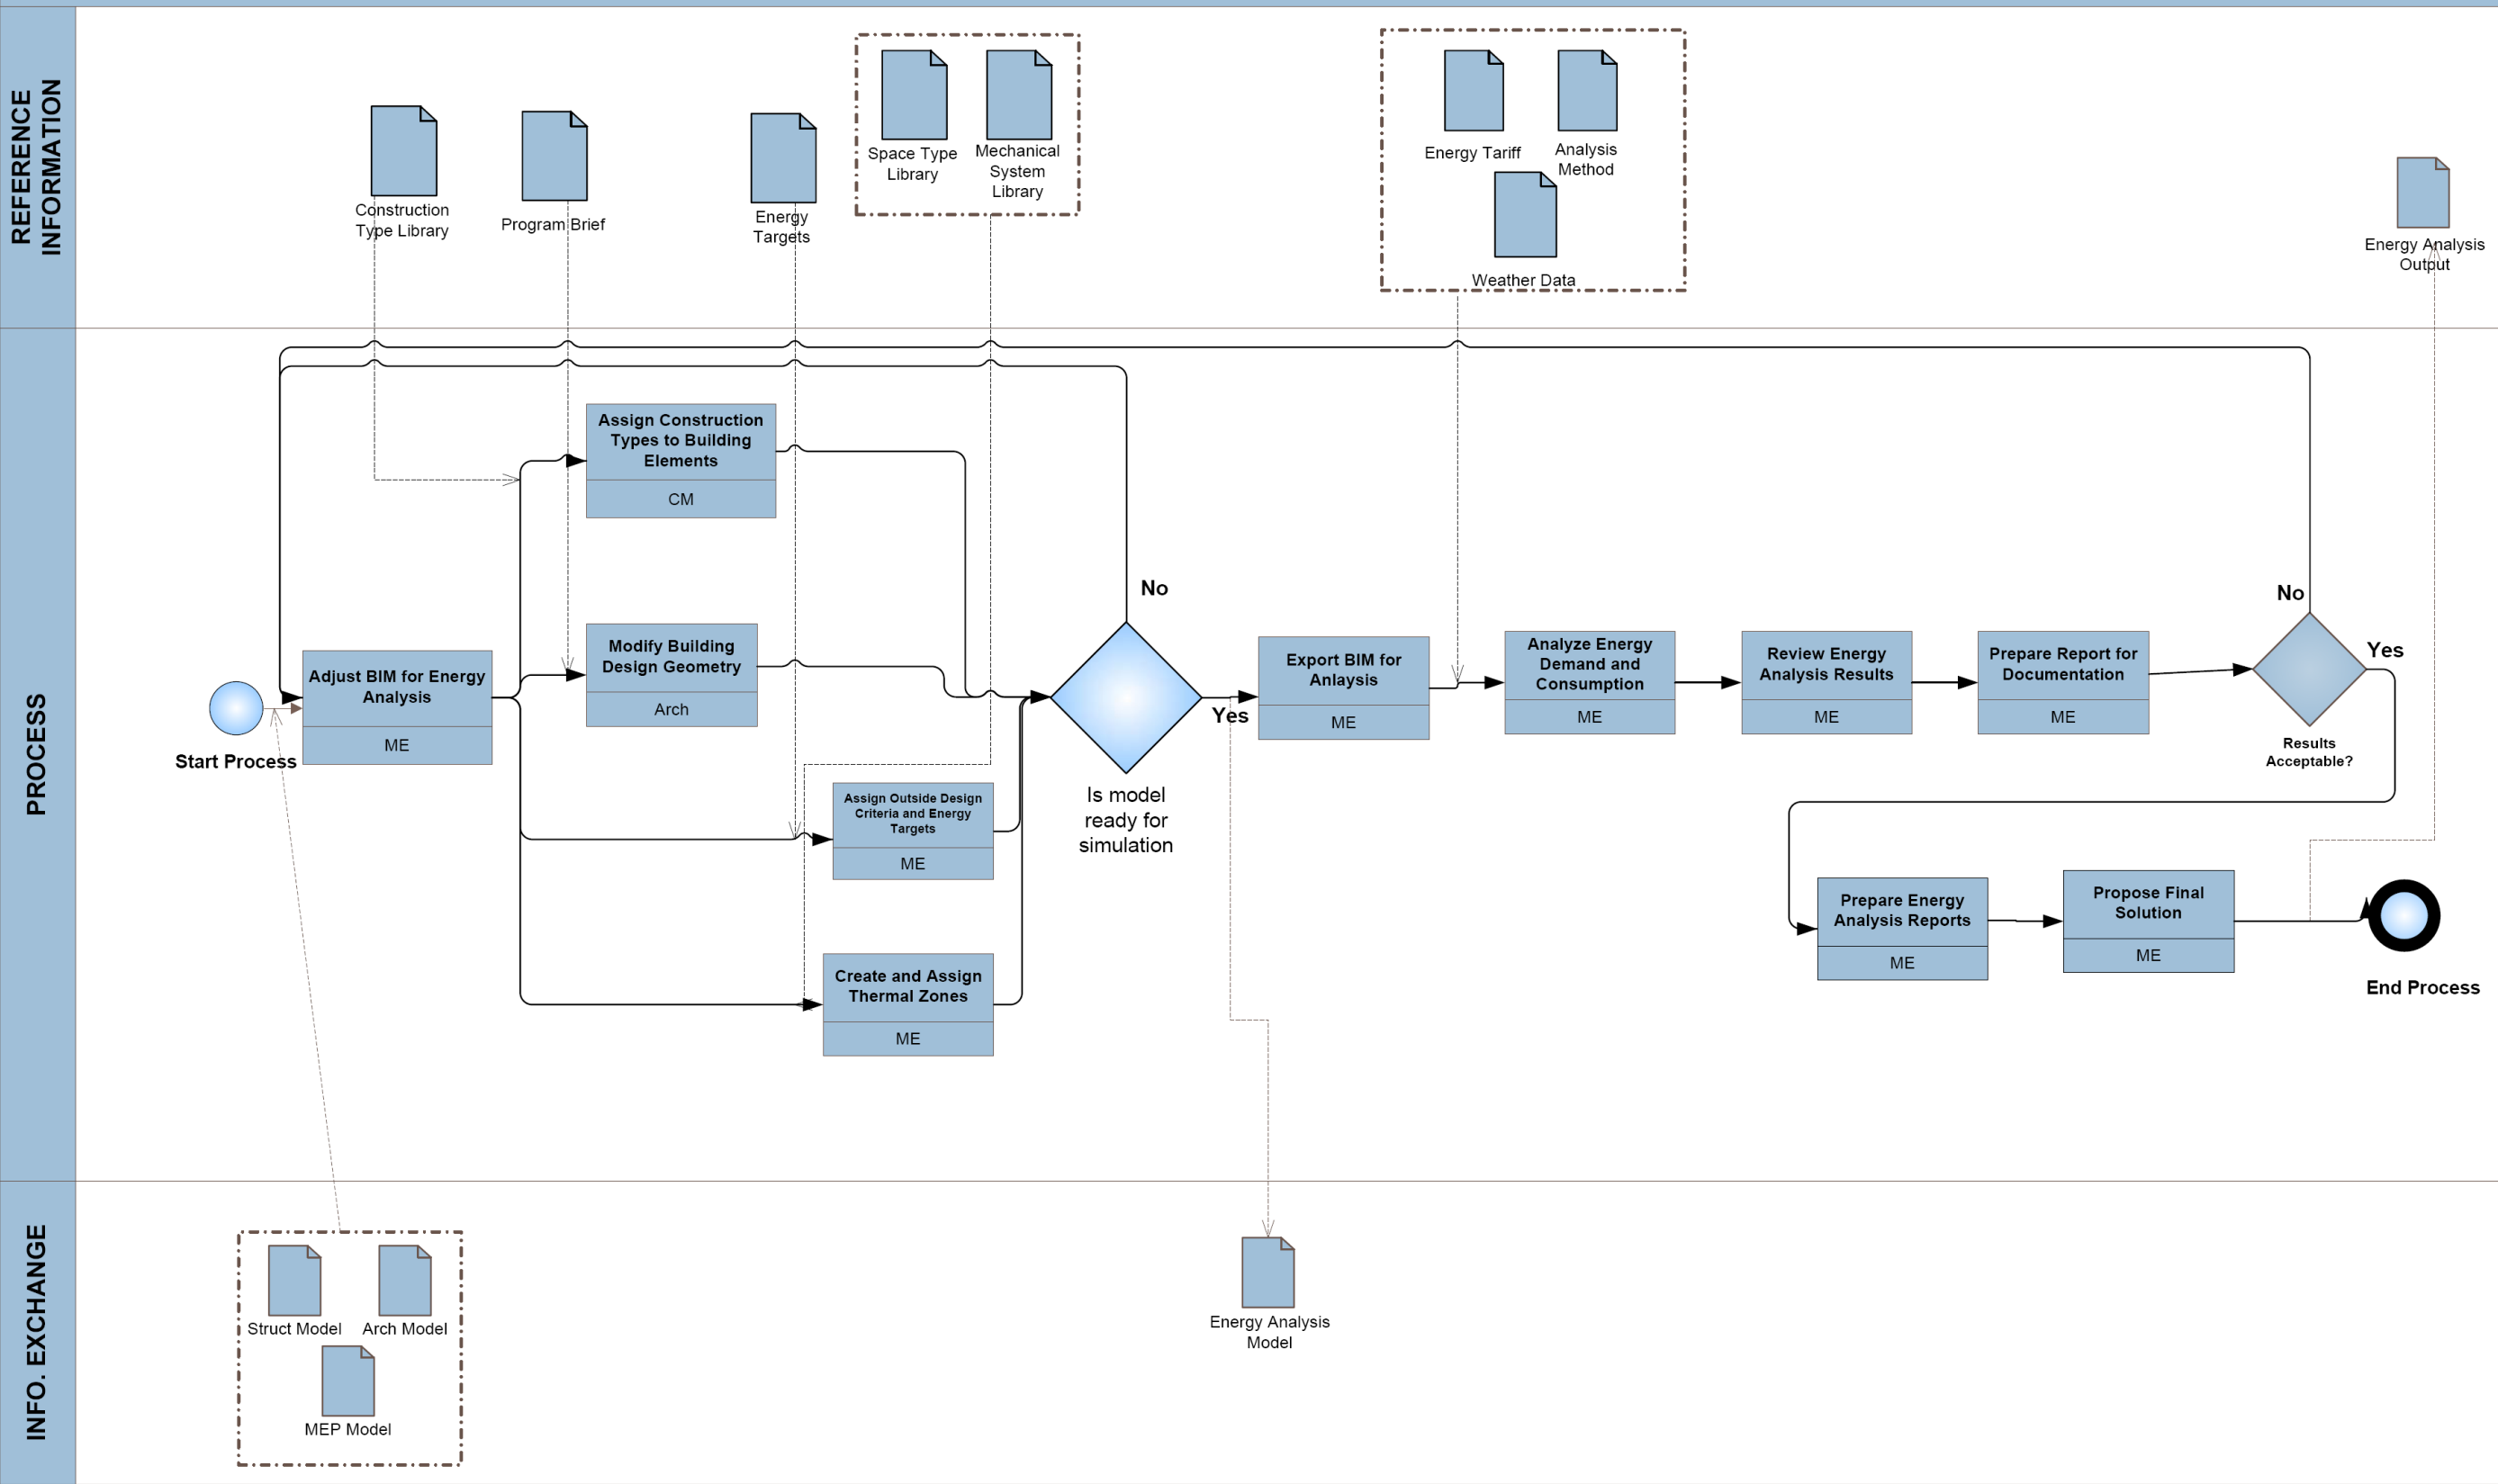 REFERENCE
INFORMATION
Construction
Type Library
Program Brief
Energy
Targets
Space Type
Library
Mechanical
System
Library
Energy Tariff
Analysis
Method
Weather Data
Energy Analysis
Output
PROCESS
Start Process
Adjust BIM for Energy
Analysis
ME
Assign Construction
Types to Building
Elements
CM
Modify Building
Design Geometry
Arch
Assign Outside Design
Criteria and Energy
Targets
ME
Create and Assign
Thermal Zones
ME
No
Yes
Is model
ready for
simulation
Export BIM for
Anlaysis
ME
Analyze Energy
Demand and
Consumption
ME
Review Energy
Analysis Results
ME
Prepare Report for
Documentation
ME
No
Yes
Results
Acceptable?
Prepare Energy
Analysis Reports
ME
Propose Final
Solution
ME
End Process
INFO. EXCHANGE
Struct Model
Arch Model
MEP Model
Energy Analysis
Model